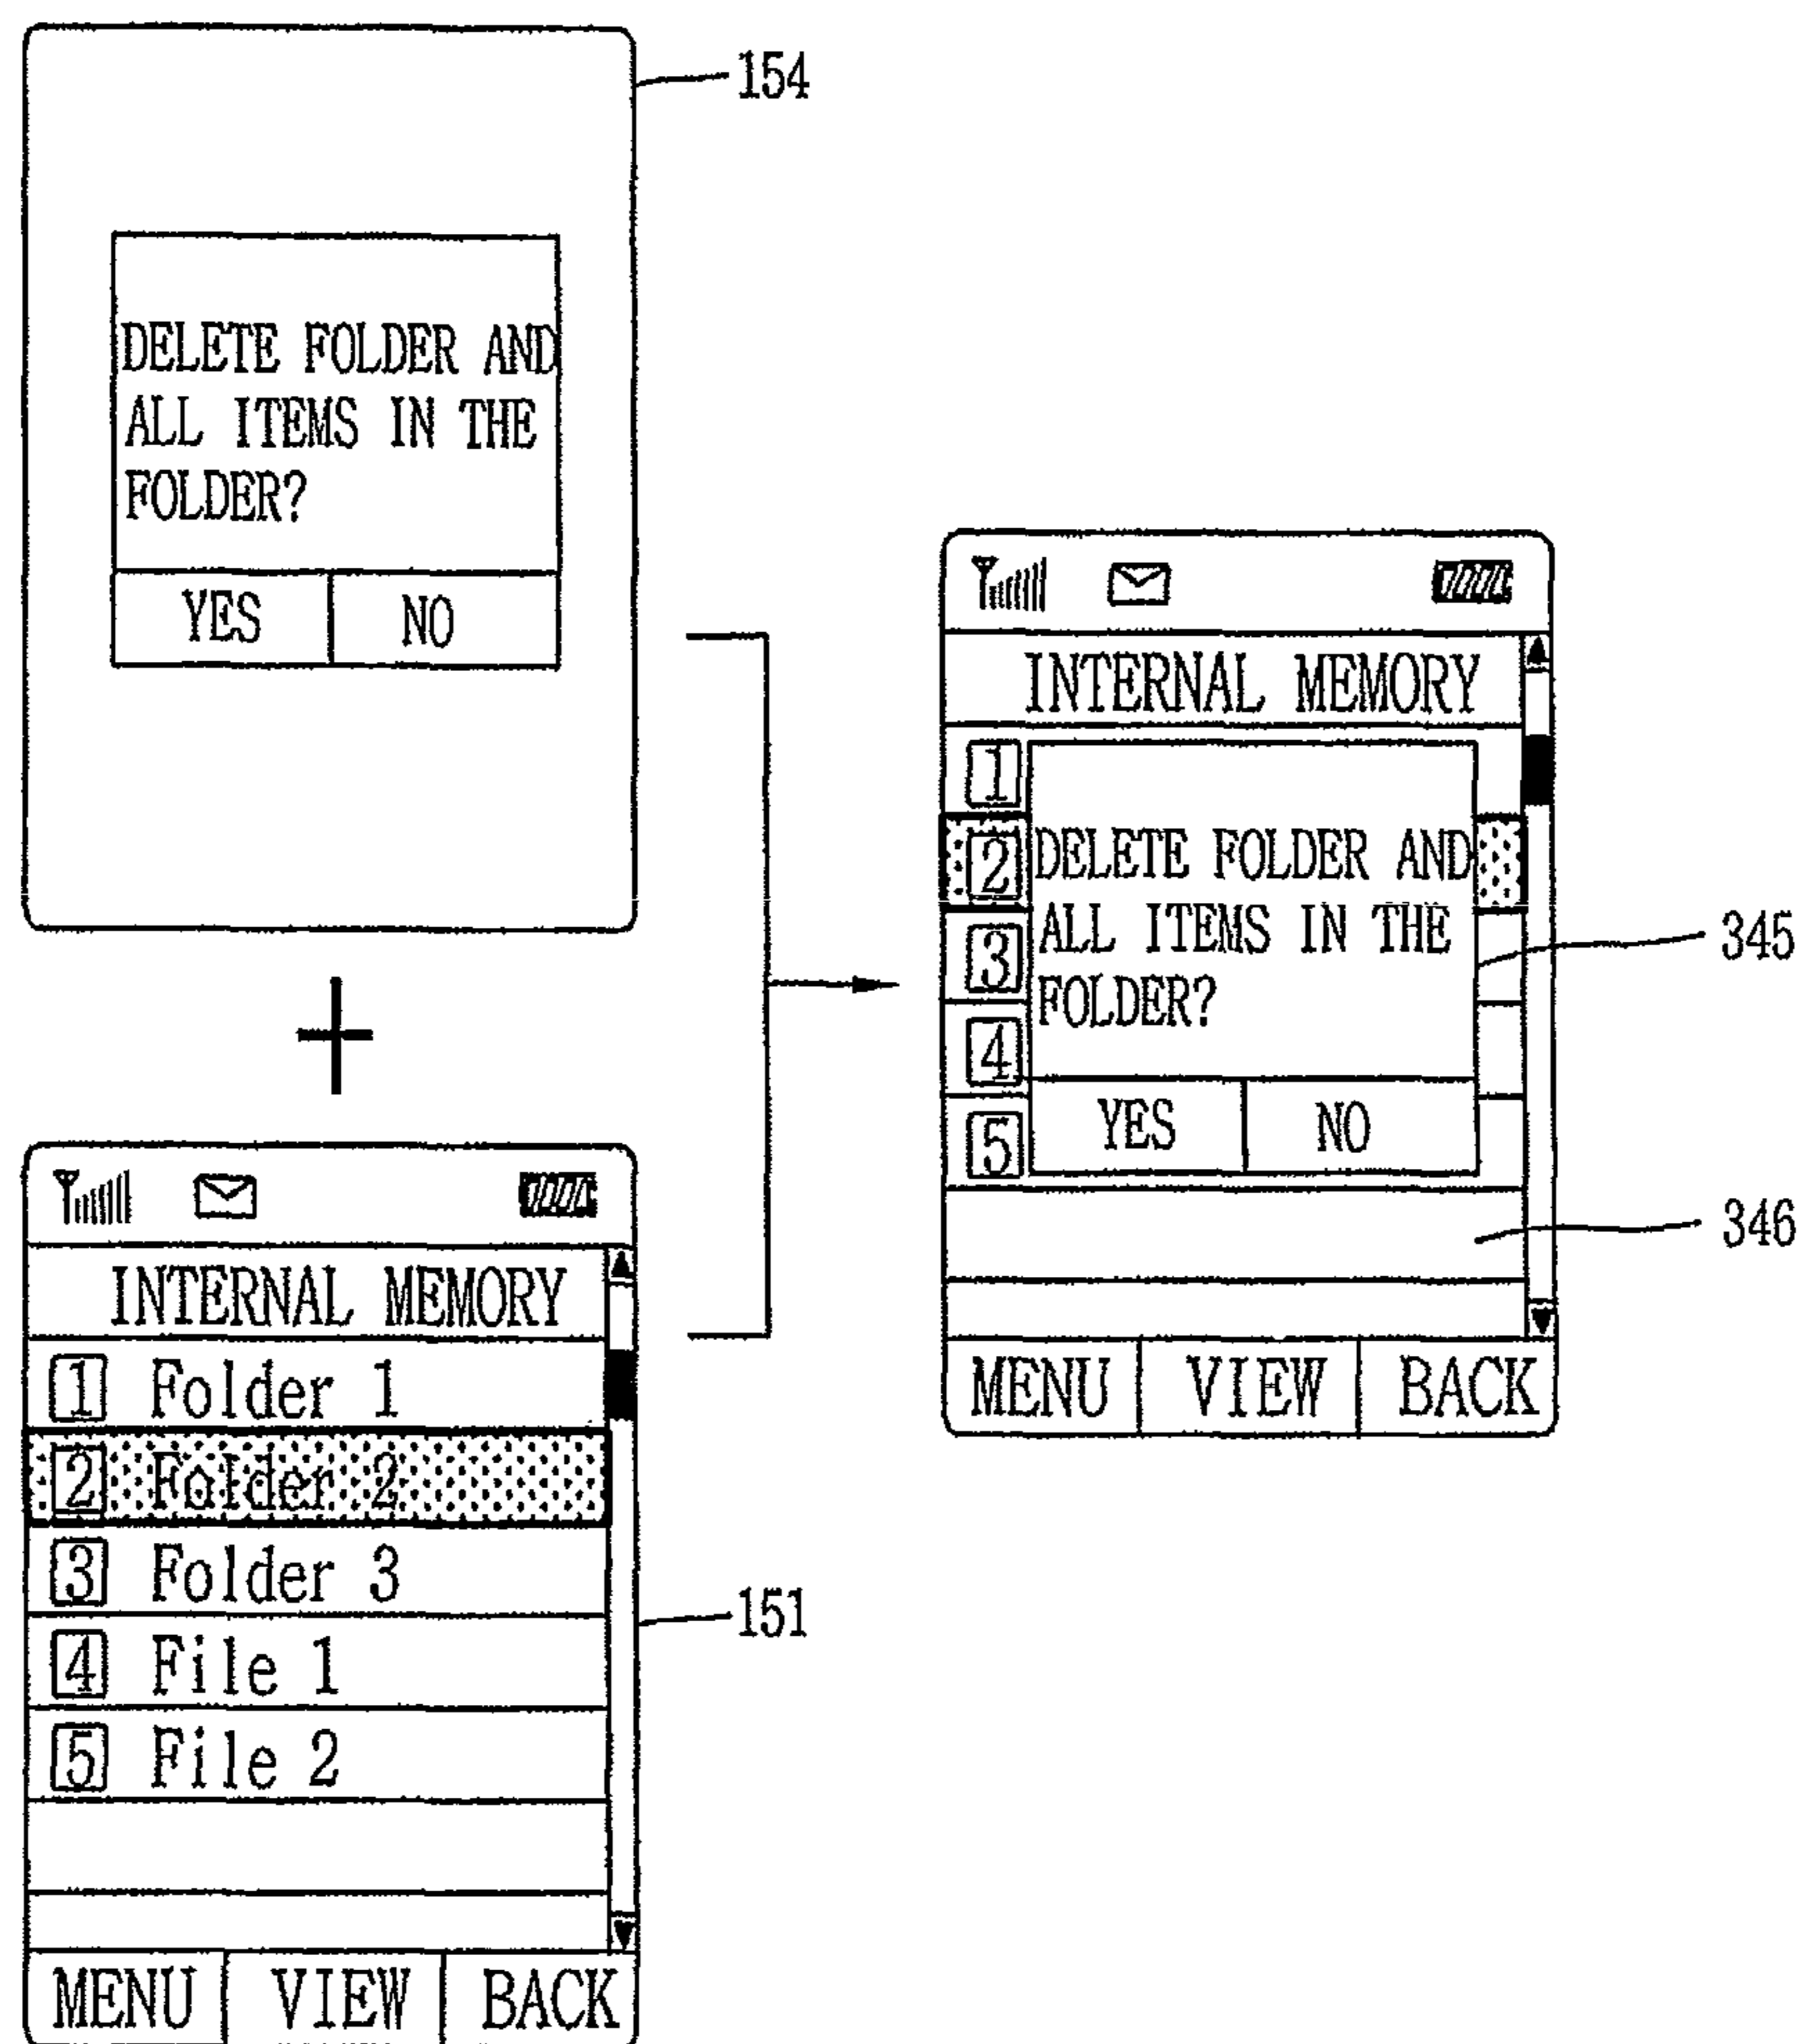 154
DELETE FOLDER AND
ALL ITEMS IN THE
FOLDER?
YES NO
INTERNAL MEMORY
1 Folder 1
2 Folder 2
3 Folder 3
4 File 1
5 File 2
MENU VIEW BACK
151
INTERNAL MEMORY
1
2 DELETE FOLDER AND
3 ALL ITEMS IN THE
FOLDER?
4
5 YES NO
MENU VIEW BACK
345
346